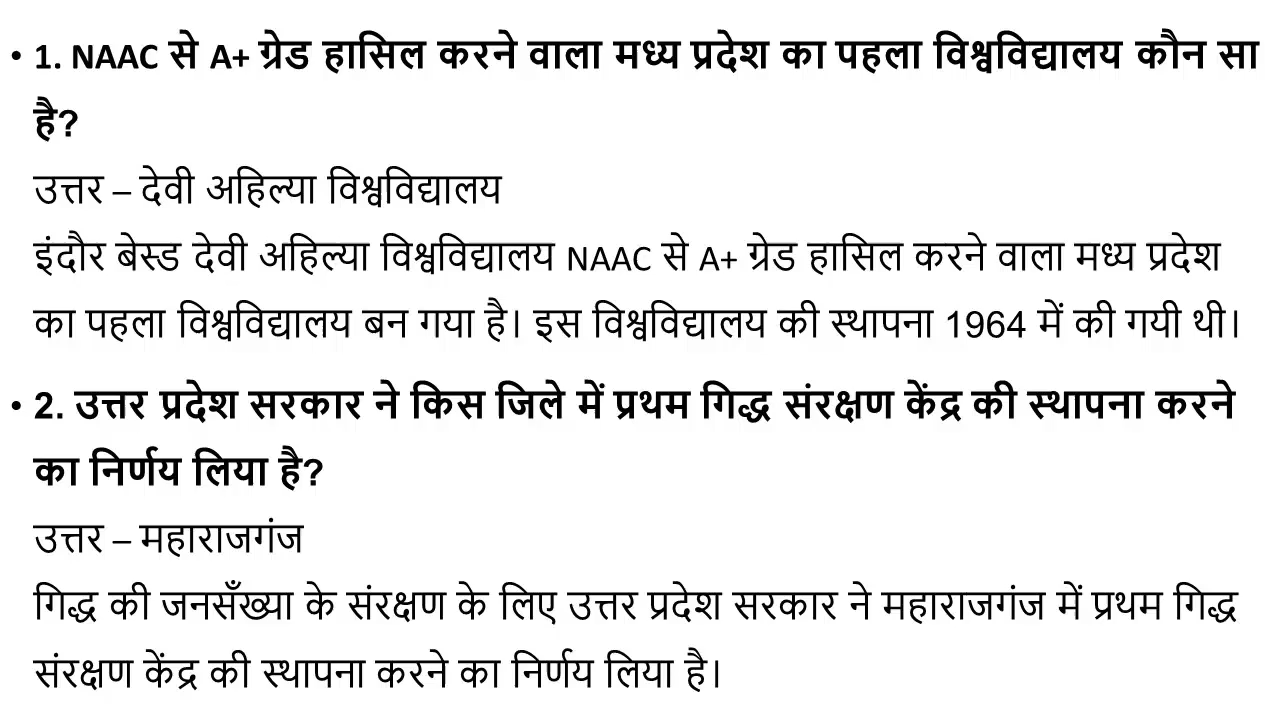 • 1. NAAC से A+ ग्रेड हासिल करने वाला मध्य प्रदेश का पहला विश्वविद्यालय कौन सा
है?
उत्तर – देवी अहिल्या विश्वविद्यालय
इंदौर बेस्ड देवी अहिल्या विश्वविद्यालय NAAC से A+ ग्रेड हासिल करने वाला मध्य प्रदेश
का पहला विश्वविद्यालय बन गया है। इस विश्वविद्यालय की स्थापना 1964 में की गयी थी।
• 2. उत्तर प्रदेश सरकार ने किस जिले में प्रथम गिद्ध संरक्षण केंद्र की स्थापना करने
का निर्णय लिया है?
उत्तर – महाराजगंज
गिद्ध की जनसँख्या के संरक्षण के लिए उत्तर प्रदेश सरकार ने महाराजगंज में प्रथम गिद्ध
संरक्षण केंद्र की स्थापना करने का निर्णय लिया है।